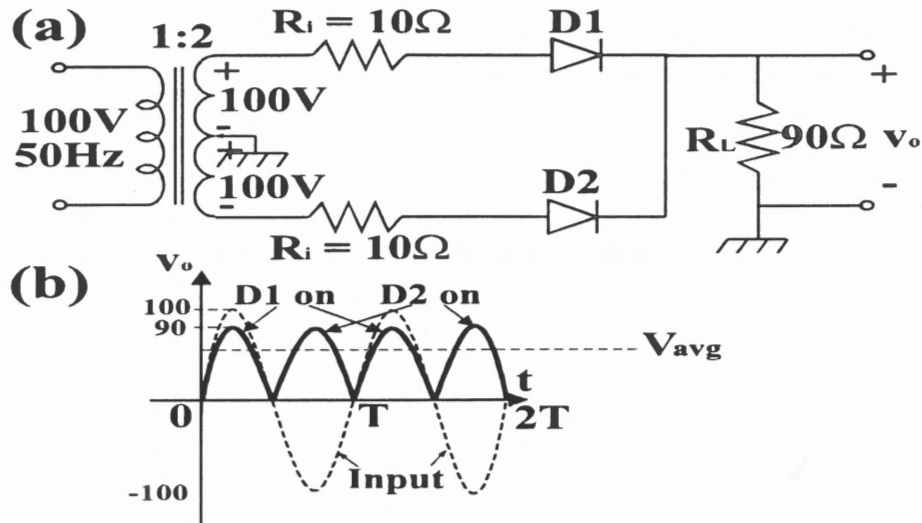 (a)
1:2
Rᵢ = 10Ω
D1
+
100V
50Hz
100V
-
+
100V
-
+
R_L 90Ω vₒ
-
D2
Rᵢ = 10Ω
(b)
vₒ
D1 on D2 on
100
90
Vavg
t
0 T 2T
Input
-100